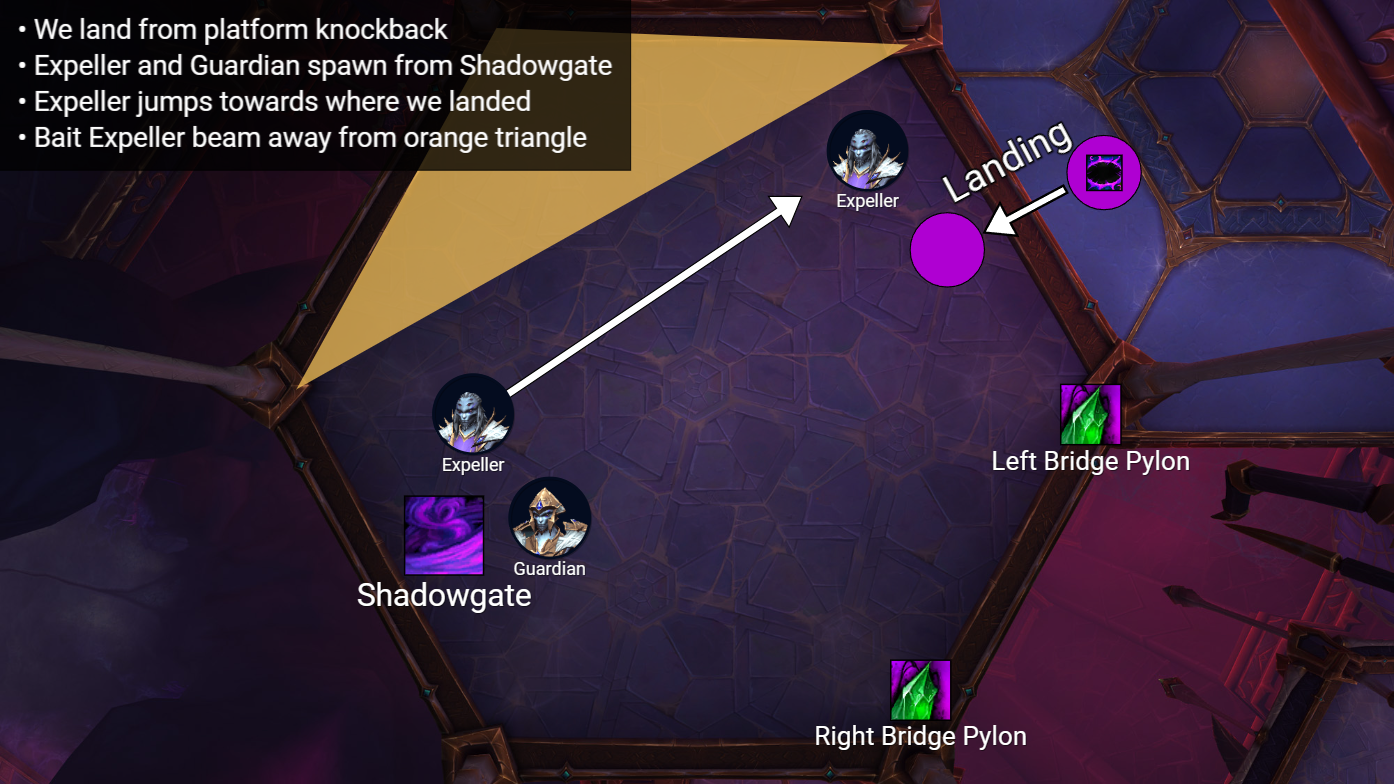 • We land from platform knockback
• Expeller and Guardian spawn from Shadowgate
• Expeller jumps towards where we landed
• Bait Expeller beam away from orange triangle
Landing
Expeller
Expeller
Left Bridge Pylon
Guardian
Shadowgate
Right Bridge Pylon